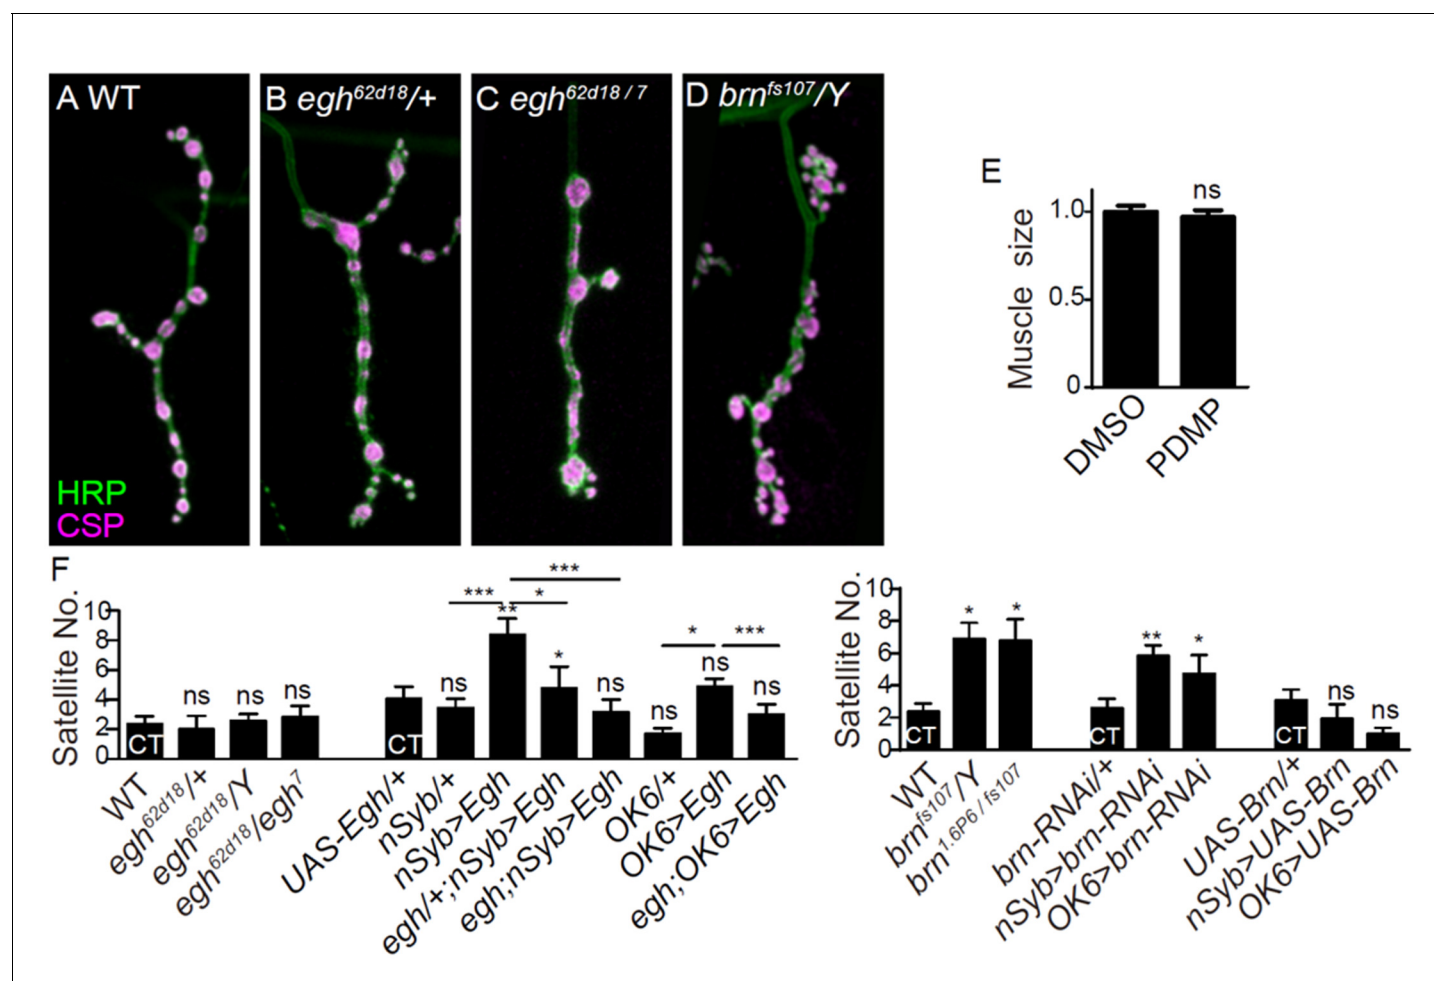 A WT
B egh62d18/+
C egh62d18 / 7
D brnfs107/Y
HRP
CSP
E
ns
Muscle size
1.0
0.5
0
DMSO
PDMP
F
Satellite No.
10
8
6
4
2
0
*** *** *
** * ***
ns ns ns ns * ns ns ns ns
CT CT
WT
egh62d18/+
egh62d18/Y
egh62d18/egh7
UAS-Egh/+
nSyb/+
nSyb>Egh
egh/+;nSyb>Egh
egh;nSyb>Egh
OK6/+
OK6>Egh
egh;OK6>Egh
Satellite No.
10
8
6
4
2
0
* * ** * ns ns
CT CT CT
WT
brnfs107/Y
brn1.6P6 / fs107
brn-RNAi/+
nSyb>brn-RNAi
OK6>brn-RNAi
UAS-Brn/+
nSyb>UAS-Brn
OK6>UAS-Brn